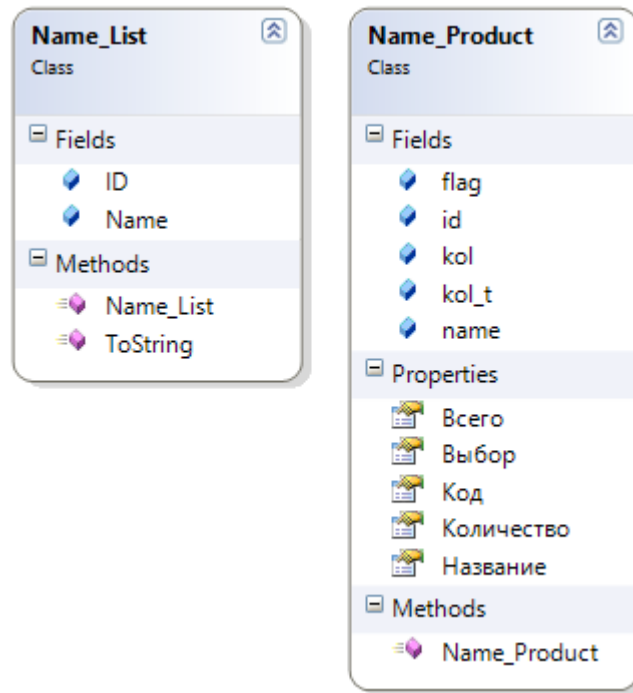 Name_List
Class
Fields
ID
Name
Methods
Name_List
ToString
Name_Product
Class
Fields
flag
id
kol
kol_t
name
Properties
Всего
Выбор
Код
Количество
Название
Methods
Name_Product